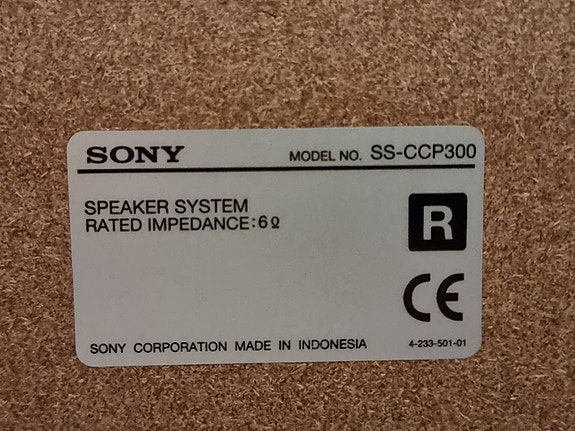 SONY MODEL NO. SS-CCP300
SPEAKER SYSTEM
RATED IMPEDANCE:6Ω
R
CE
SONY CORPORATION MADE IN INDONESIA 4-233-501-01